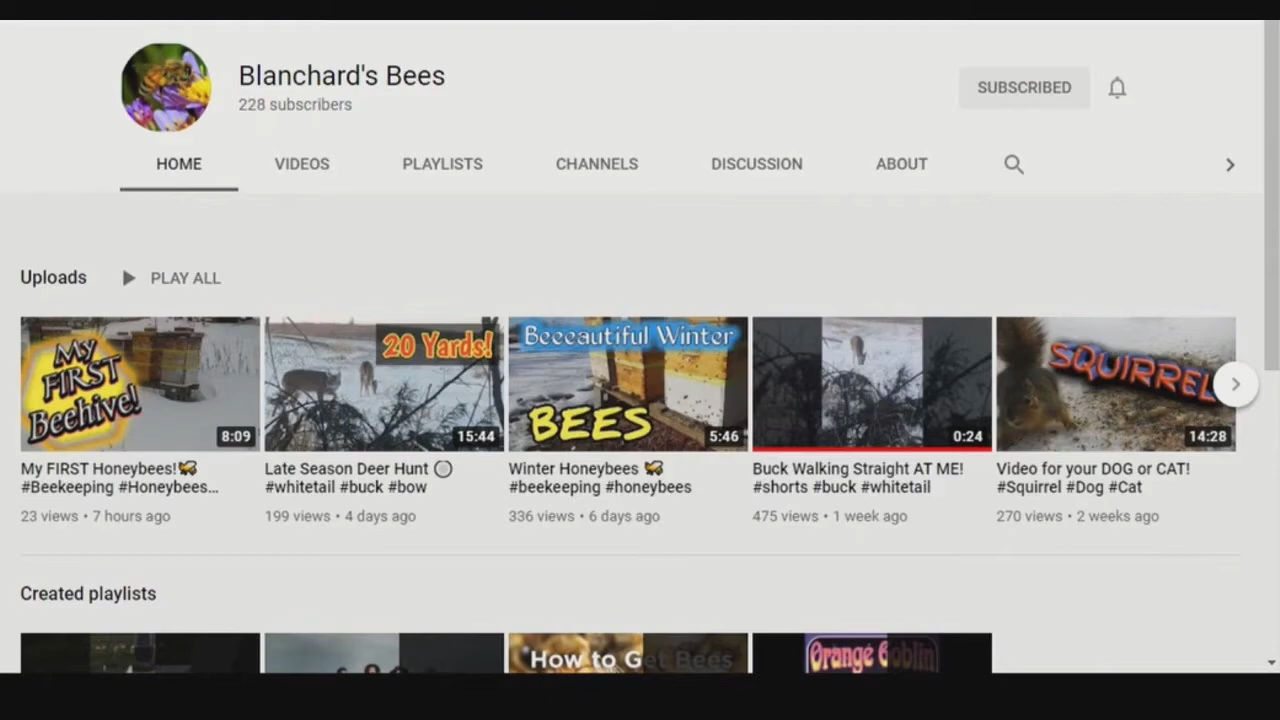 Blanchard's Bees
228 subscribers
SUBSCRIBED
HOME
VIDEOS
PLAYLISTS
CHANNELS
DISCUSSION
ABOUT
Uploads
PLAY ALL
My
FIRST
Beehive!
8:09
20 Yards!
15:44
Beeeautiful Winter
BEES
5:46
0:24
SQUIRREL
14:28
My FIRST Honeybees!🐝
#Beekeeping #Honeybees...
23 views • 7 hours ago
Late Season Deer Hunt
#whitetail #buck #bow
199 views • 4 days ago
Winter Honeybees 🐝
#beekeeping #honeybees
336 views • 6 days ago
Buck Walking Straight AT ME!
#shorts #buck #whitetail
475 views • 1 week ago
Video for your DOG or CAT!
#Squirrel #Dog #Cat
270 views • 2 weeks ago
Created playlists
How to Get Bees
Orange Goblin